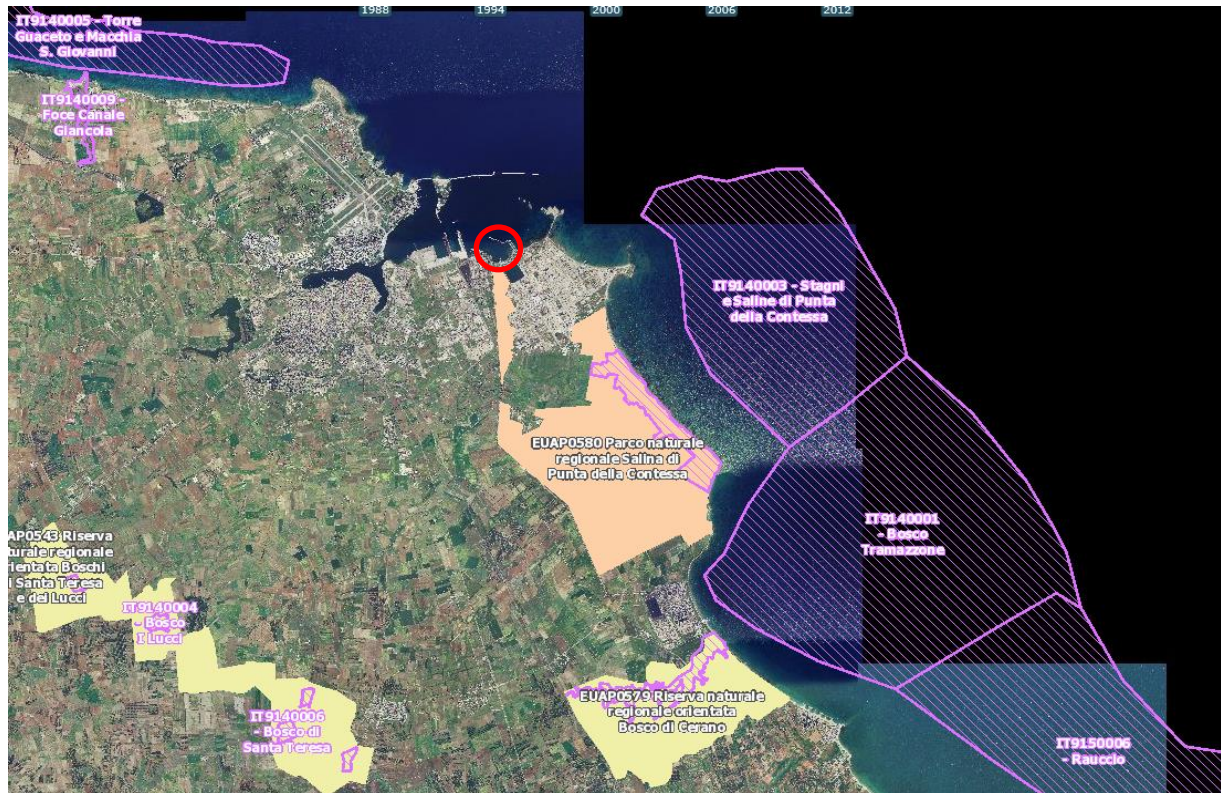 1988
1994
2000
2006
2012
IT9140005 - Torre
Guaceto e Macchia
S. Giovanni
IT9140009 -
Foce Canale
Giancola
IT9140003 - Stagni
e Saline di Punta
della Contessa
EUAP0580 Parco naturale
regionale Salina di
Punta della Contessa
IT9140001
- Bosco
Tramazzone
AP0543 Riserva
turale regionale
rientata Boschi
i Santa Teresa
e dei Lucci
IT9140004
- Bosco
I Lucci
IT9140006
- Bosco di
Santa Teresa
EUAP0579 Riserva naturale
regionale orientata
Bosco di Cerano
IT9150006
- Rauccio